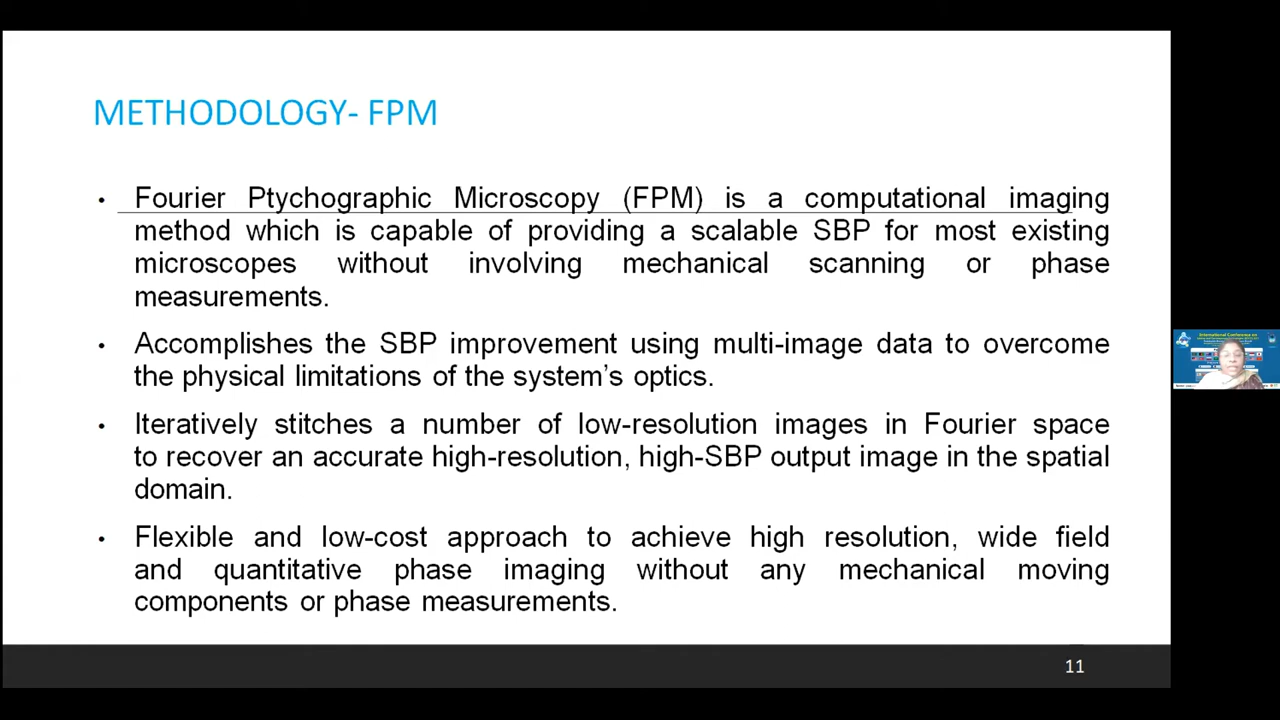 METHODOLOGY- FPM
• Fourier Ptychographic Microscopy (FPM) is a computational imaging
method which is capable of providing a scalable SBP for most existing
microscopes without involving mechanical scanning or phase
measurements.
• Accomplishes the SBP improvement using multi-image data to overcome
the physical limitations of the system's optics.
• Iteratively stitches a number of low-resolution images in Fourier space
to recover an accurate high-resolution, high-SBP output image in the spatial
domain.
• Flexible and low-cost approach to achieve high resolution, wide field
and quantitative phase imaging without any mechanical moving
components or phase measurements.
11
International Conference on